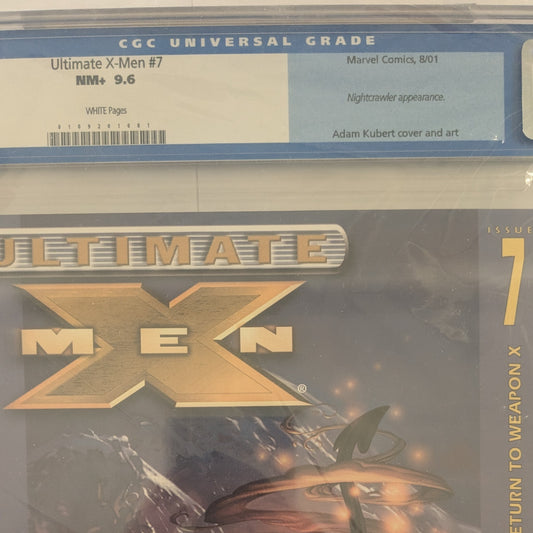 CGC UNIVERSAL GRADE
Ultimate X-Men #7
NM+ 9.6
WHITE Pages
Marvel Comics, 8/01
Nightcrawler appearance.
Adam Kubert cover and art
ULTIMATE
X
MEN
®
ISSUE
7
RETURN TO WEAPON X